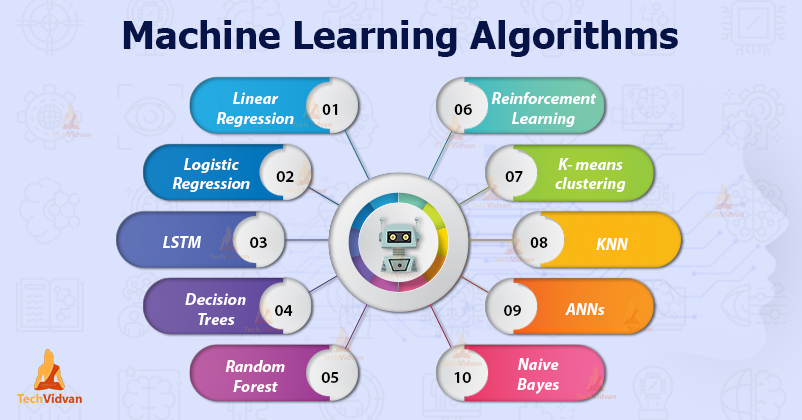 Machine Learning Algorithms
Linear
Regression
01
Logistic
Regression
02
LSTM
03
Decision
Trees
04
Random
Forest
05
06
Reinforcement
Learning
07
K- means
clustering
08
KNN
09
ANNs
10
Naive
Bayes
TechVidvan